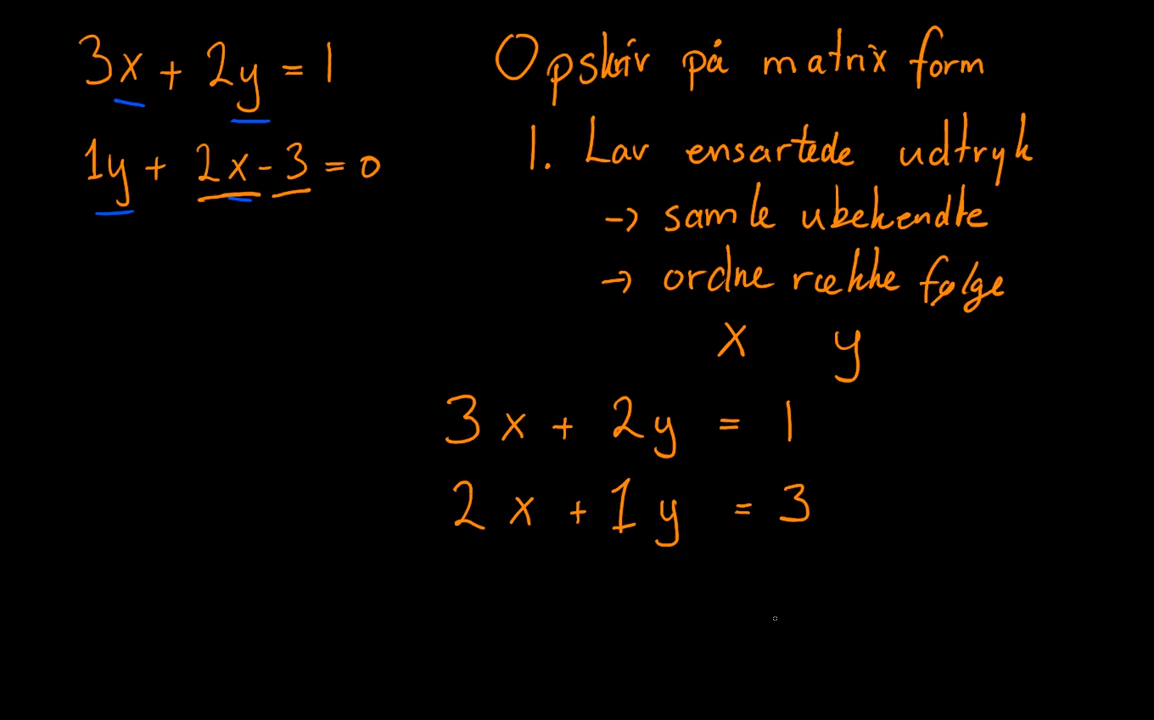 3x + 2y = 1
1y + 2x - 3 = 0
Opskriv på matrix form
1. Lav ensartede udtryk
→ samle ubekendte
→ ordne rækkefølge
x y
3x + 2y = 1
2x + 1y = 3